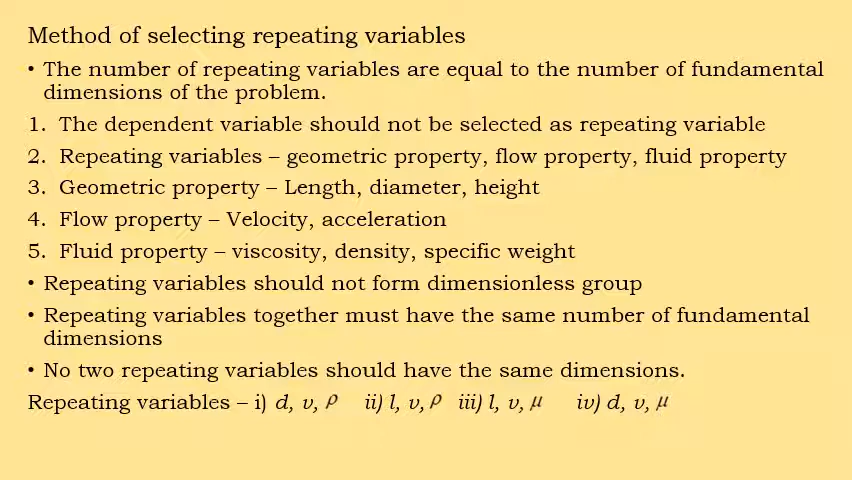 Method of selecting repeating variables
• The number of repeating variables are equal to the number of fundamental
dimensions of the problem.
1. The dependent variable should not be selected as repeating variable
2. Repeating variables – geometric property, flow property, fluid property
3. Geometric property – Length, diameter, height
4. Flow property – Velocity, acceleration
5. Fluid property – viscosity, density, specific weight
• Repeating variables should not form dimensionless group
• Repeating variables together must have the same number of fundamental
dimensions
• No two repeating variables should have the same dimensions.
Repeating variables – i) d, v, ρ ii) l, v, ρ iii) l, v, μ iv) d, v, μ